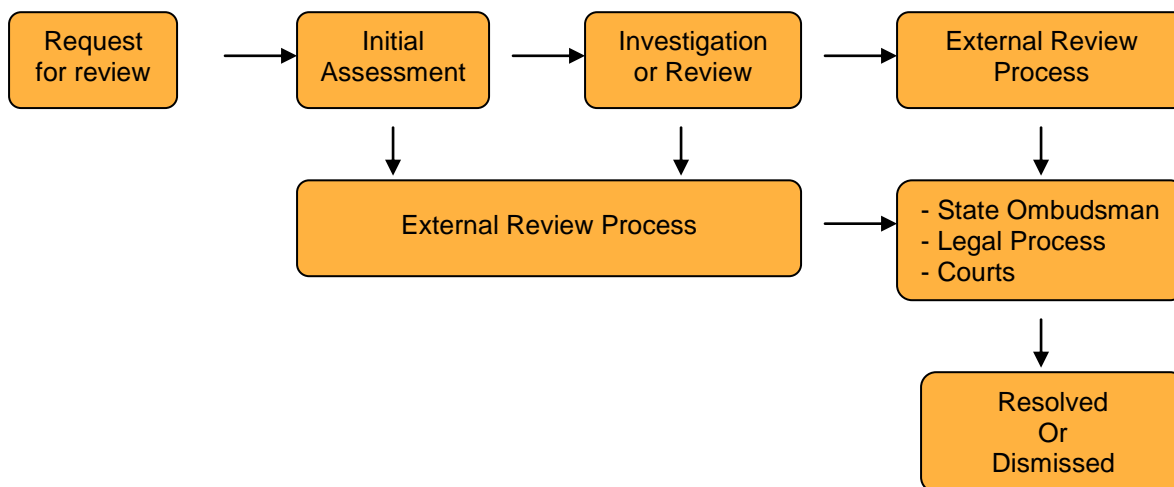 Request
for review
Initial
Assessment
Investigation
or Review
External Review
Process
External Review Process
- State Ombudsman
- Legal Process
- Courts
Resolved
Or
Dismissed